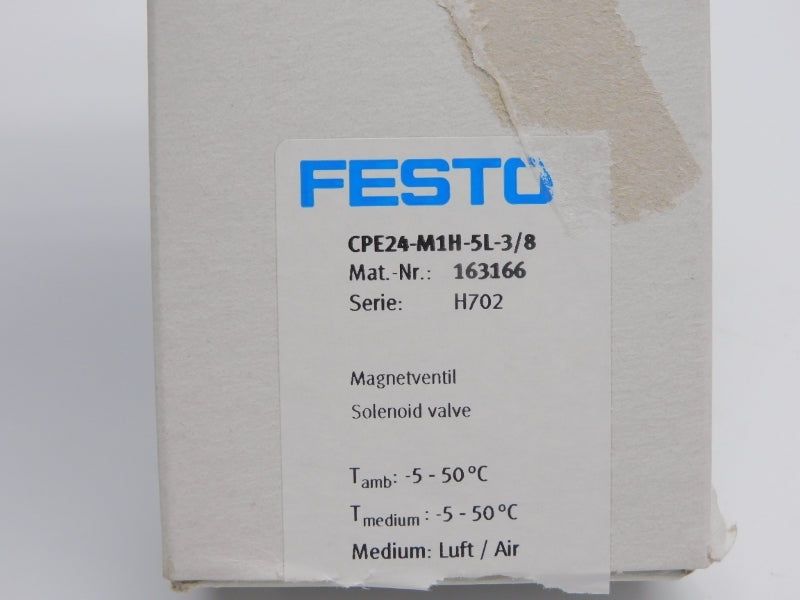 FESTO
CPE24-M1H-5L-3/8
Mat.-Nr.: 163166
Serie: H702
Magnetventil
Solenoid valve
Tamb: -5 - 50°C
Tmedium: -5 - 50°C
Medium: Luft / Air